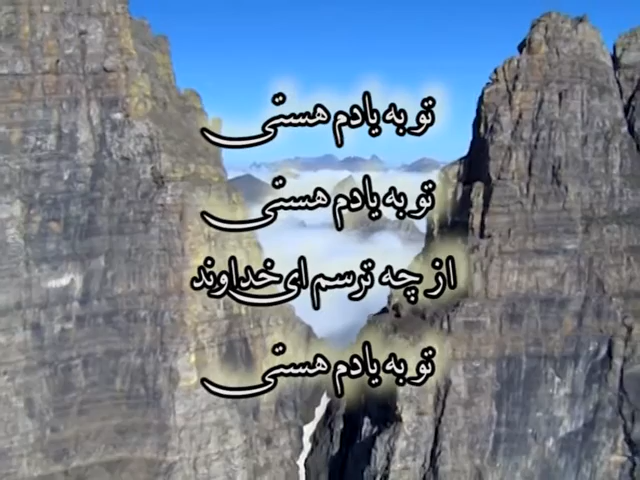 تو به یادم هستی
تو به یادم هستی
از چه ترسم ای خداوند
تو به یادم هستی